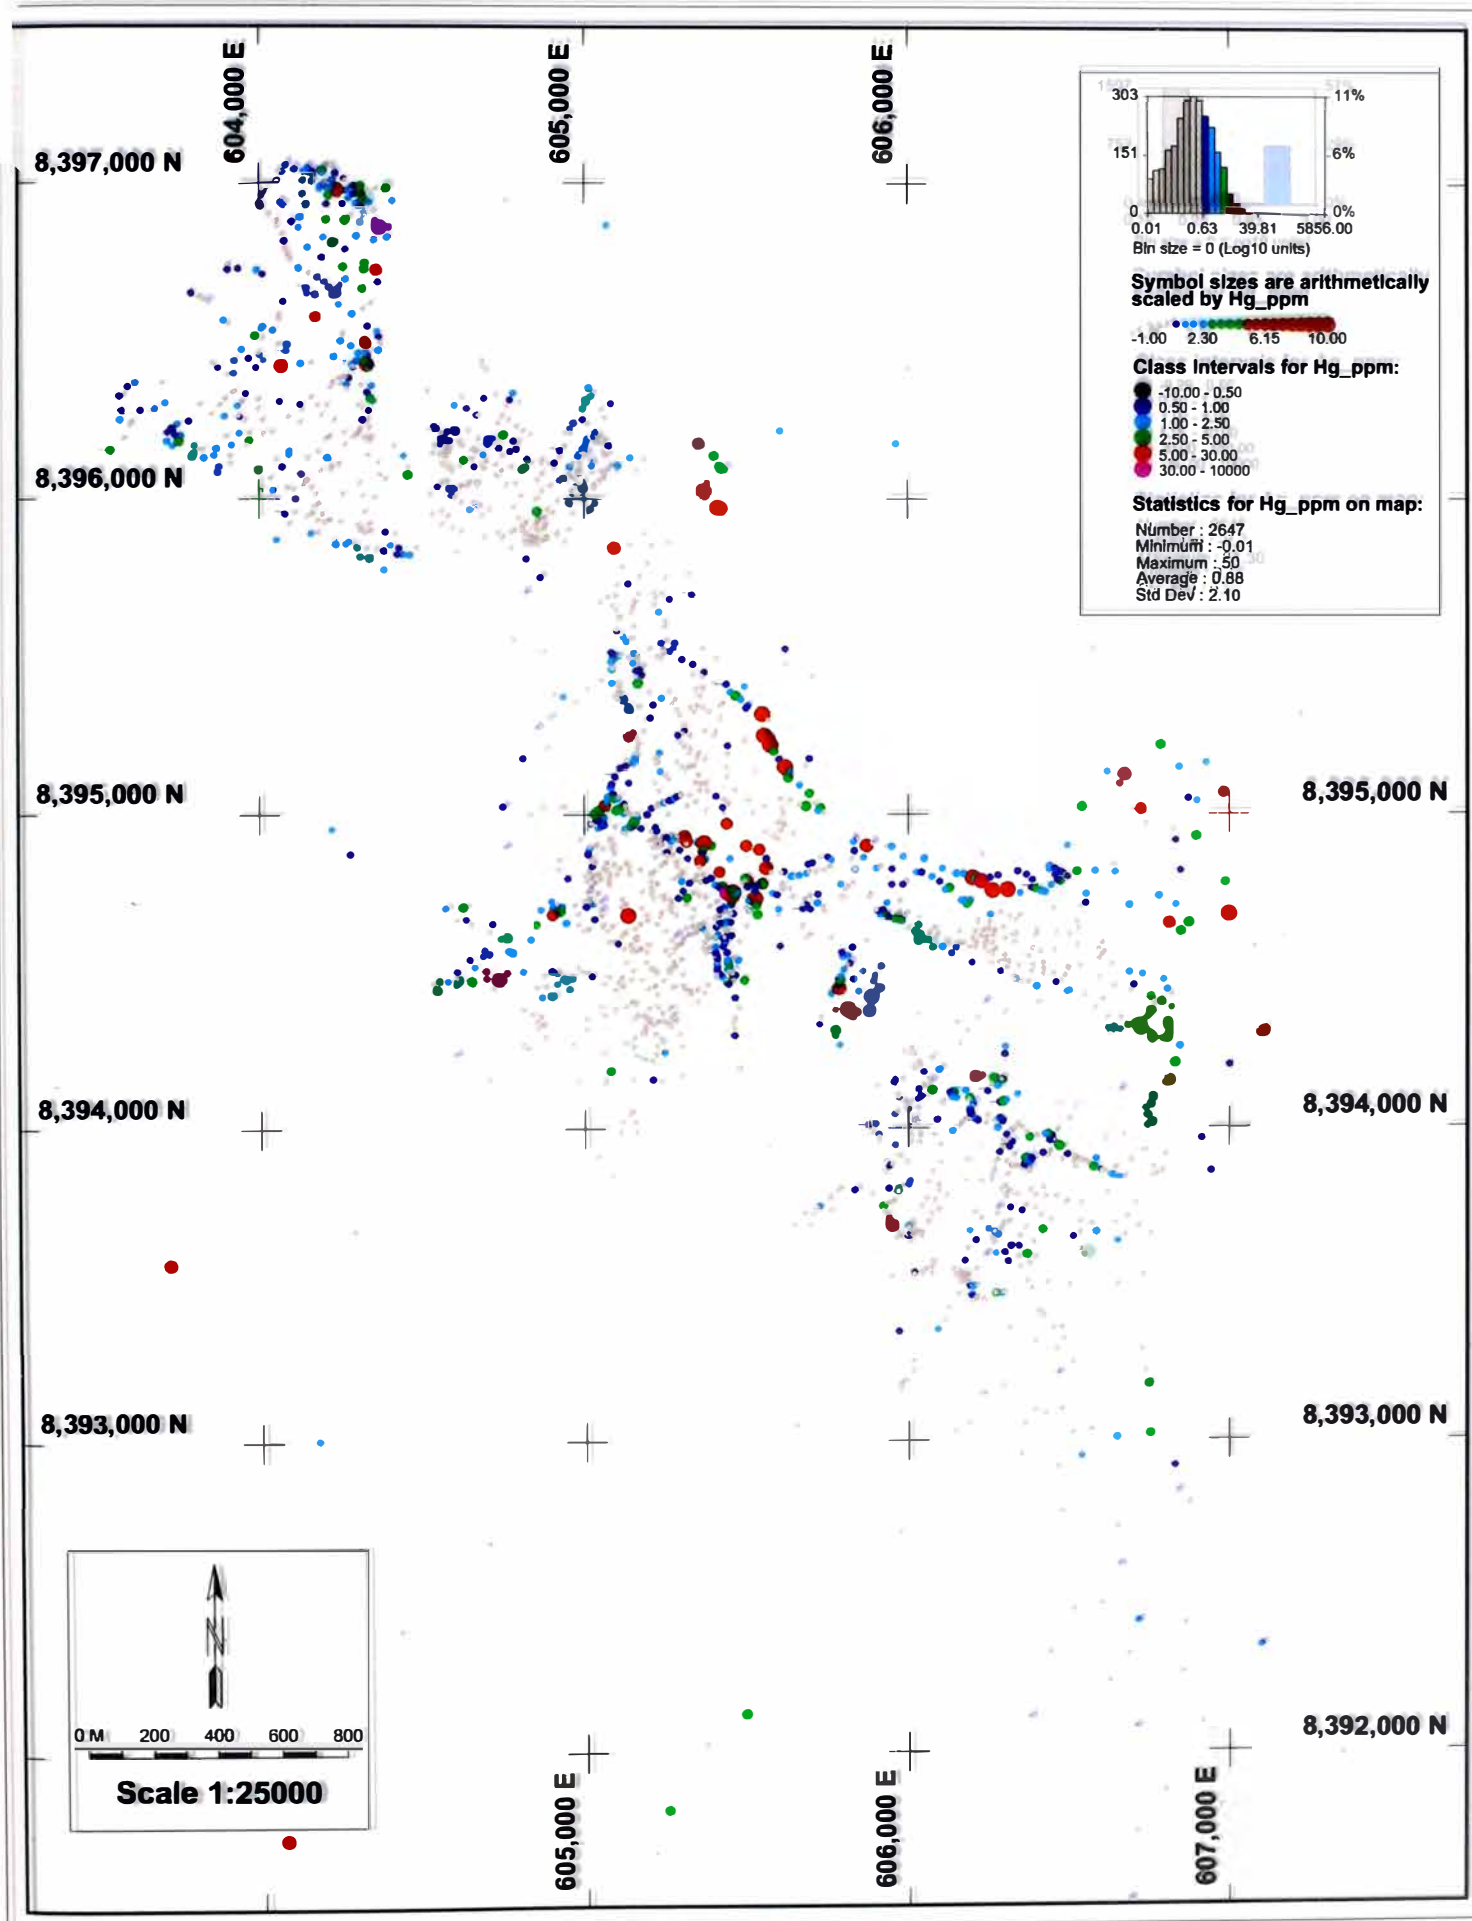 604,000 E
605,000 E
606,000 E
8,397,000 N
8,396,000 N
8,395,000 N
8,394,000 N
8,393,000 N
8,395,000 N
8,394,000 N
8,393,000 N
8,392,000 N
605,000 E
606,000 E
607,000 E
303
151
0
11%
6%
0%
0.01 0.63 39.81 5856.00
Bin size = 0 (Log10 units)
Symbol sizes are arithmetically
scaled by Hg_ppm
-1.00 2.30 6.15 10.00
Class Intervals for Hg_ppm:
-10.00 - 0.50
0.50 - 1.00
1.00 - 2.50
2.50 - 5.00
5.00 - 30.00
30.00 - 10000
Statistics for Hg_ppm on map:
Number : 2647
Minimum : -0.01
Maximum : 50
Average : 0.88
Std Dev : 2.10
N
0 M 200 400 600 800
Scale 1:25000